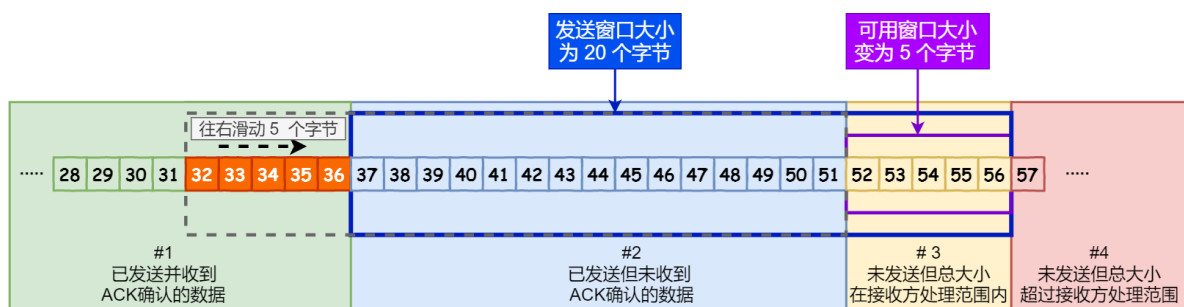 发送窗口大小
为 20 个字节
可用窗口大小
变为 5 个字节
往右滑动 5 个字节
..... 28 29 30 31 32 33 34 35 36 37 38 39 40 41 42 43 44 45 46 47 48 49 50 51 52 53 54 55 56 57 .....
#1
已发送并收到
ACK确认的数据
#2
已发送但未收到
ACK确认的数据
# 3
未发送但总大小
在接收方处理范围内
#4
未发送但总大小
超过接收方处理范围